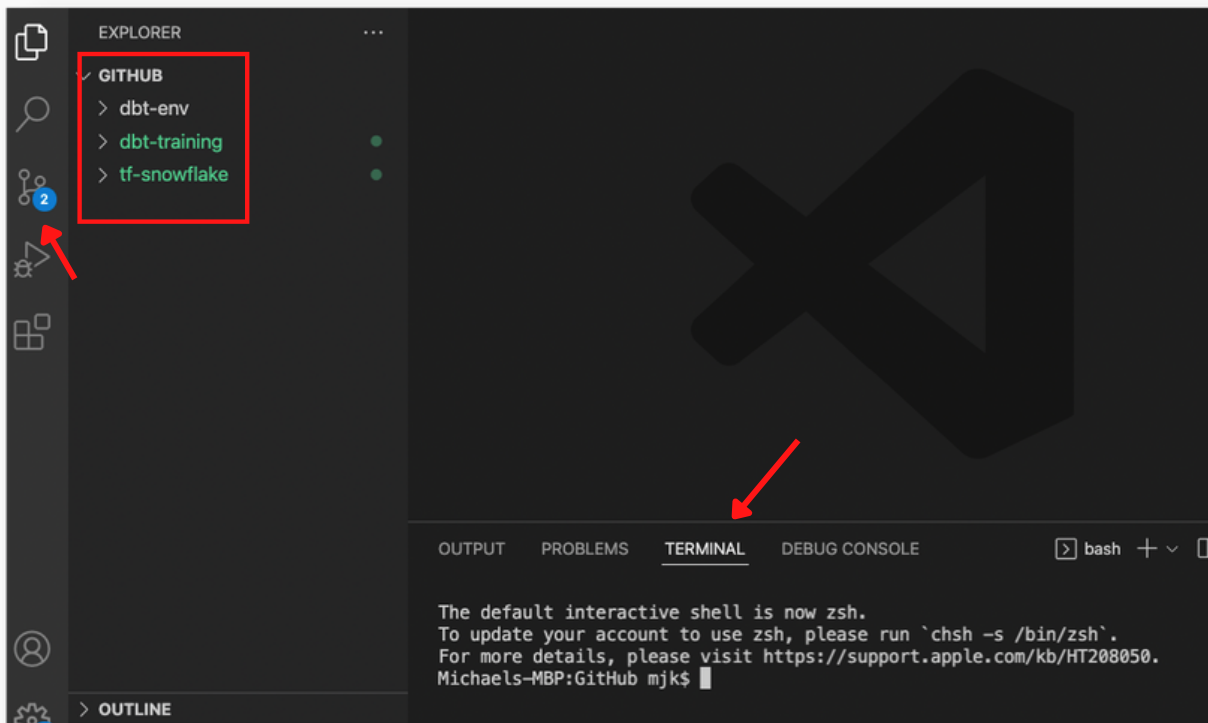 EXPLORER
GITHUB
dbt-env
dbt-training
tf-snowflake
2
OUTLINE
OUTPUT PROBLEMS TERMINAL DEBUG CONSOLE bash
The default interactive shell is now zsh.
To update your account to use zsh, please run `chsh -s /bin/zsh`.
For more details, please visit https://support.apple.com/kb/HT208050.
Michaels-MBP:GitHub mjk$